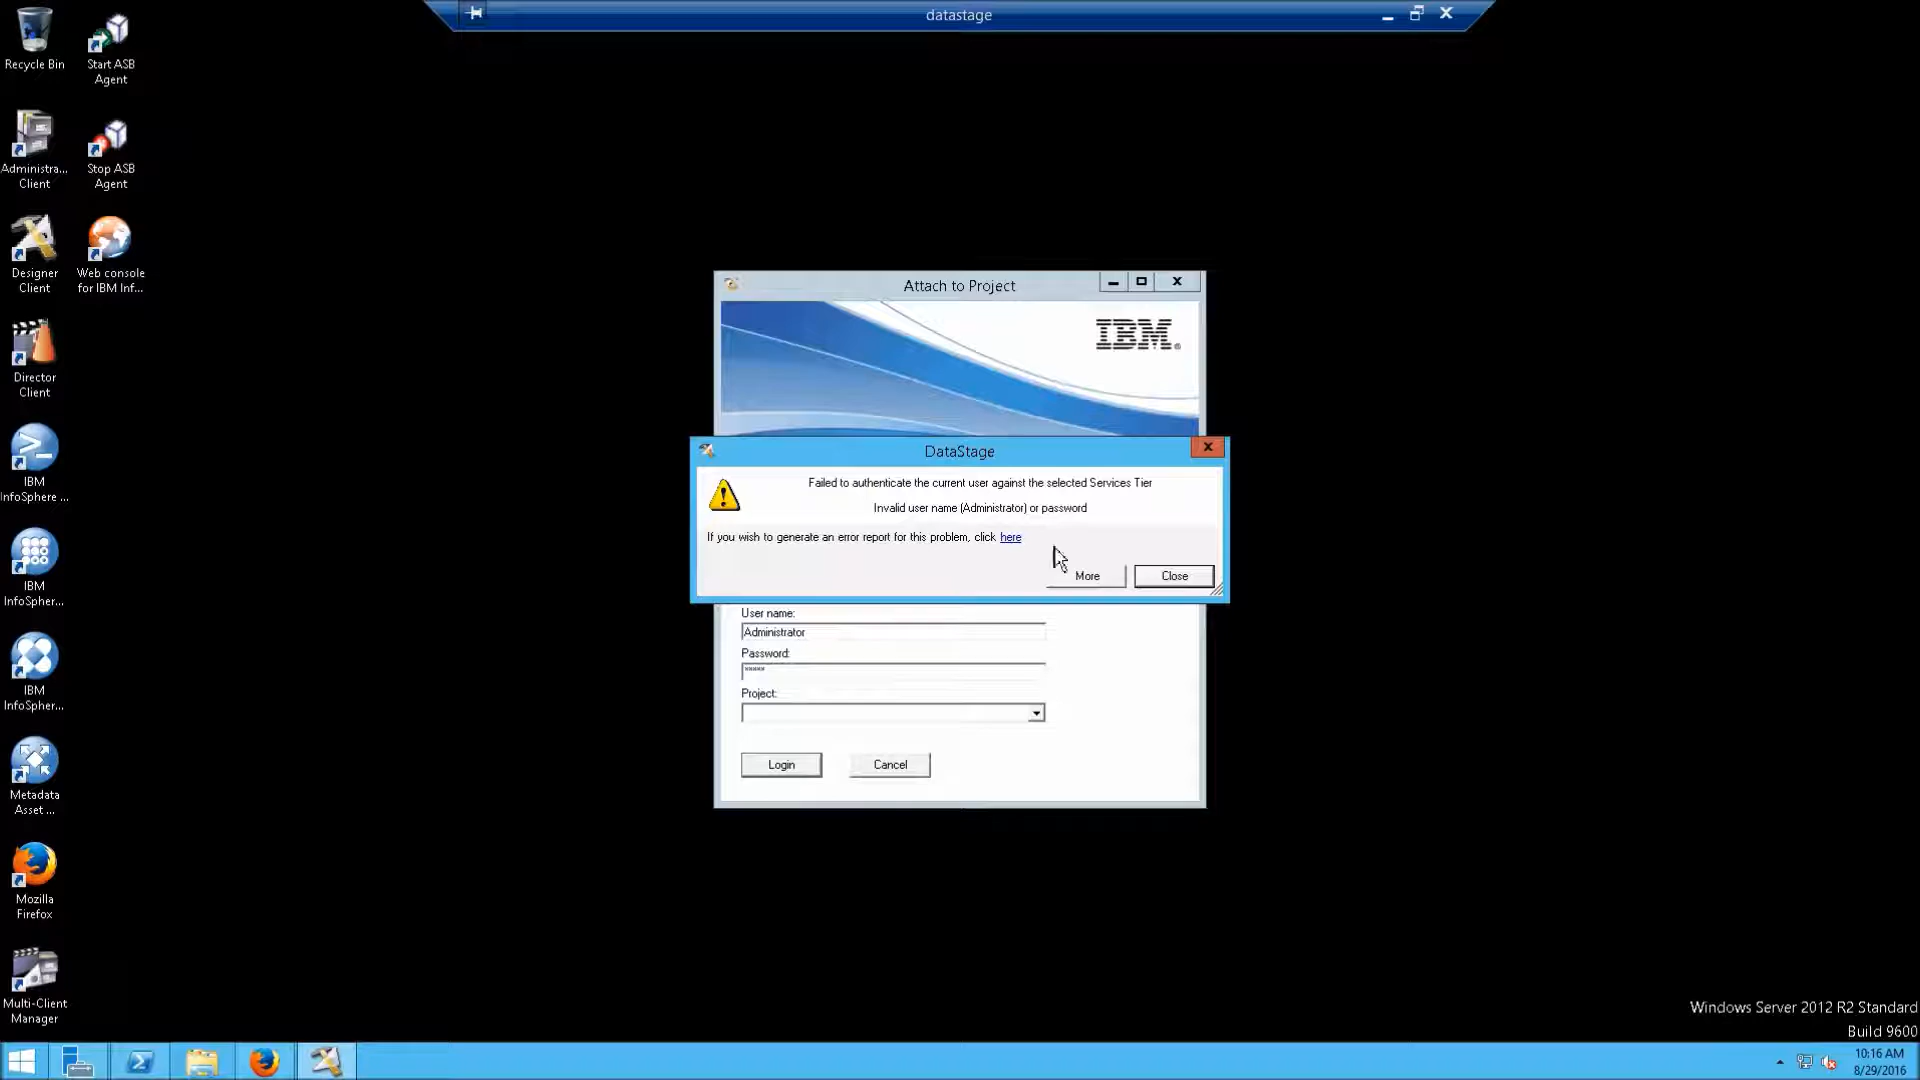 datastage
Recycle Bin
Start ASB
Agent
Administra...
Client
Stop ASB
Agent
Designer
Client
Web console
for IBM Inf...
Director
Client
IBM
InfoSphere ...
IBM
InfoSpher...
IBM
InfoSpher...
Metadata
Asset ...
Mozilla
Firefox
Multi-Client
Manager
Attach to Project
IBM®
DataStage
Failed to authenticate the current user against the selected Services Tier
Invalid user name (Administrator) or password
If you wish to generate an error report for this problem, click here
More
Close
User name:
Administrator
Password:
*****
Project:
Login
Cancel
Windows Server 2012 R2 Standard
Build 9600
10:16 AM
8/29/2016